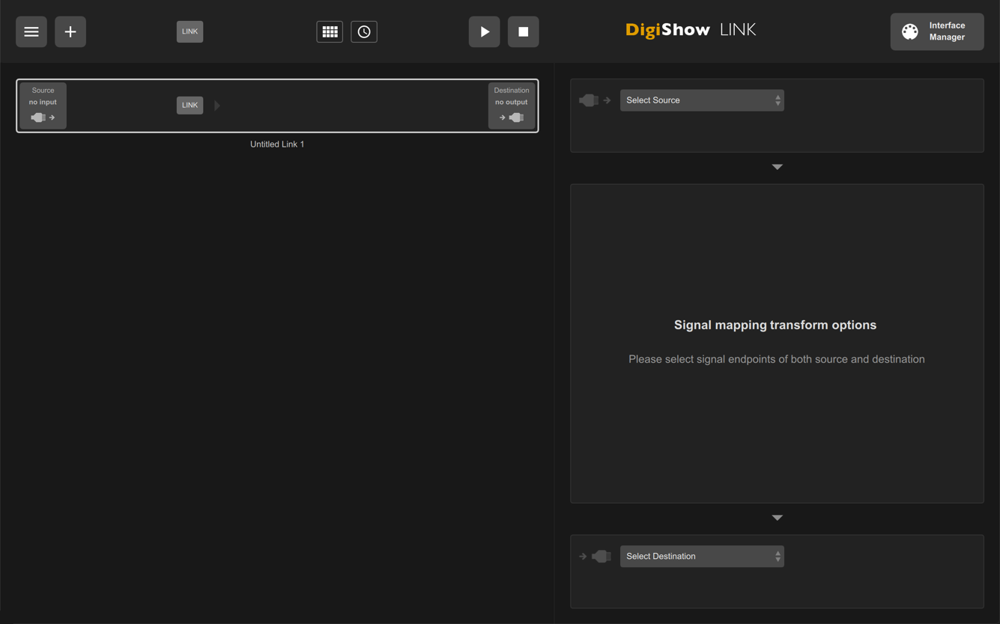 LINK
DigiShow LINK
Interface
Manager
Source
no input
LINK
Destination
no output
Untitled Link 1
Select Source
Signal mapping transform options
Please select signal endpoints of both source and destination
Select Destination